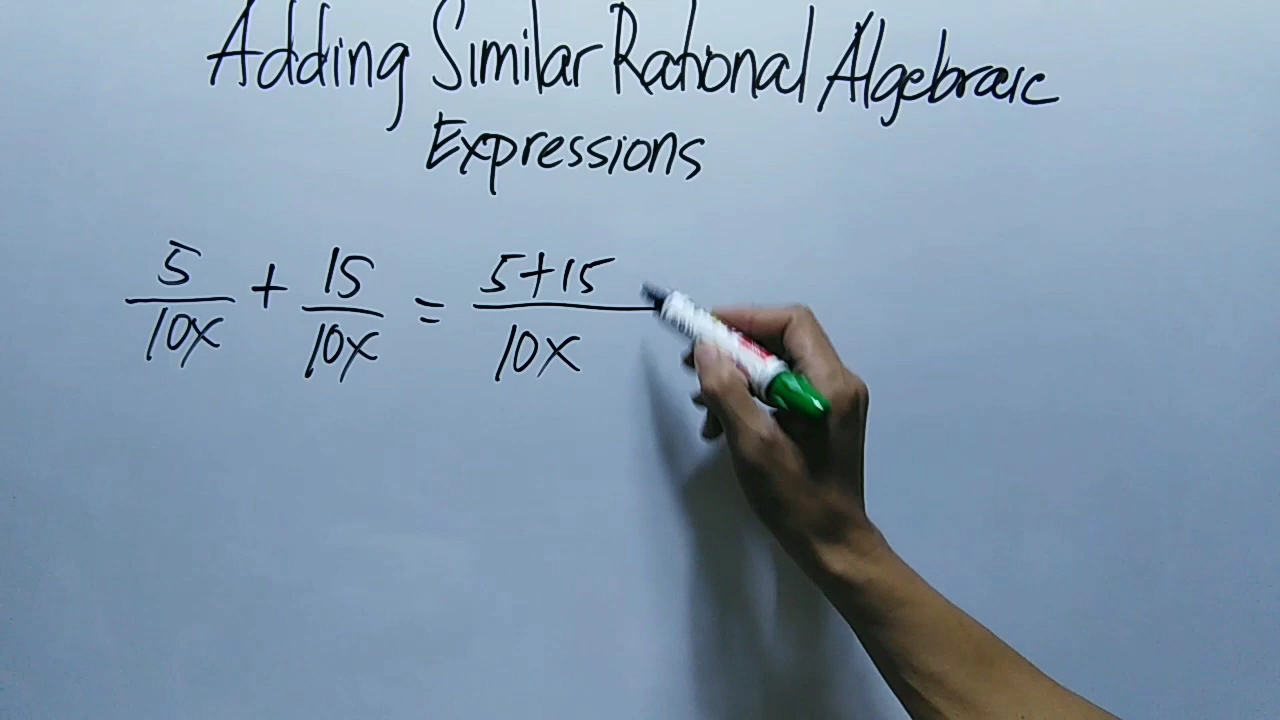 Adding Similar Rational Algebraic
Expressions
5/10x + 15/10x = 5+15/10x